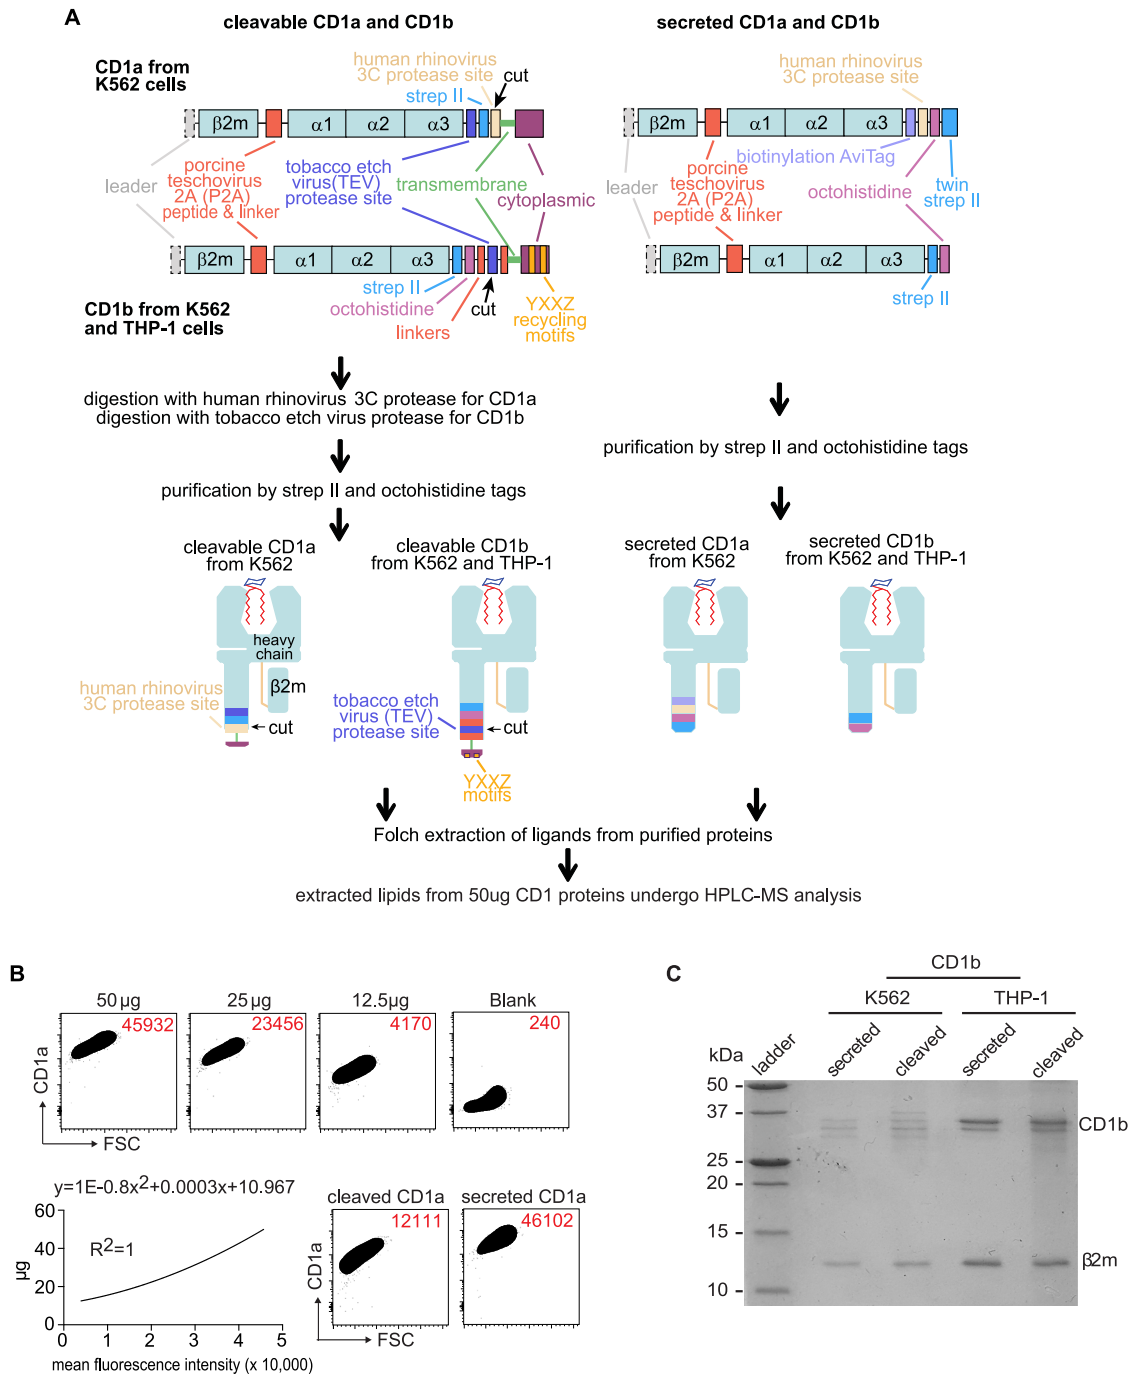 A
cleavable CD1a and CD1b
secreted CD1a and CD1b
CD1a from
K562 cells
human rhinovirus
3C protease site
cut
strep II
β2m
α1
α2
α3
leader
porcine
teschovirus
2A (P2A)
peptide & linker
tobacco etch
virus(TEV)
protease site
transmembrane
cytoplasmic
β2m
α1
α2
α3
CD1b from K562
and THP-1 cells
strep II
octohistidine
linkers
cut
YXXZ
recycling
motifs
human rhinovirus
3C protease site
β2m
α1
α2
α3
biotinylation AviTag
leader
porcine
teschovirus
2A (P2A)
peptide & linker
octohistidine
twin
strep II
β2m
α1
α2
α3
strep II
digestion with human rhinovirus 3C protease for CD1a
digestion with tobacco etch virus protease for CD1b
purification by strep II and octohistidine tags
purification by strep II and octohistidine tags
cleavable CD1a
from K562
cleavable CD1b
from K562 and THP-1
secreted CD1a
from K562
secreted CD1b
from K562 and THP-1
heavy
chain
β2m
human rhinovirus
3C protease site
cut
tobacco etch
virus (TEV)
protease site
cut
YXXZ
motifs
Folch extraction of ligands from purified proteins
extracted lipids from 50ug CD1 proteins undergo HPLC-MS analysis
B
50 µg
25 µg
12.5µg
Blank
45932
23456
4170
240
CD1a
FSC
y=1E-0.8x²+0.0003x+10.967
60
40
20
0
µg
R²=1
0 1 2 3 4 5
mean fluorescence intensity (x 10,000)
cleaved CD1a
secreted CD1a
12111
46102
CD1a
FSC
C
CD1b
K562
THP-1
kDa
ladder
secreted
cleaved
secreted
cleaved
50
37
25
20
15
10
CD1b
β2m